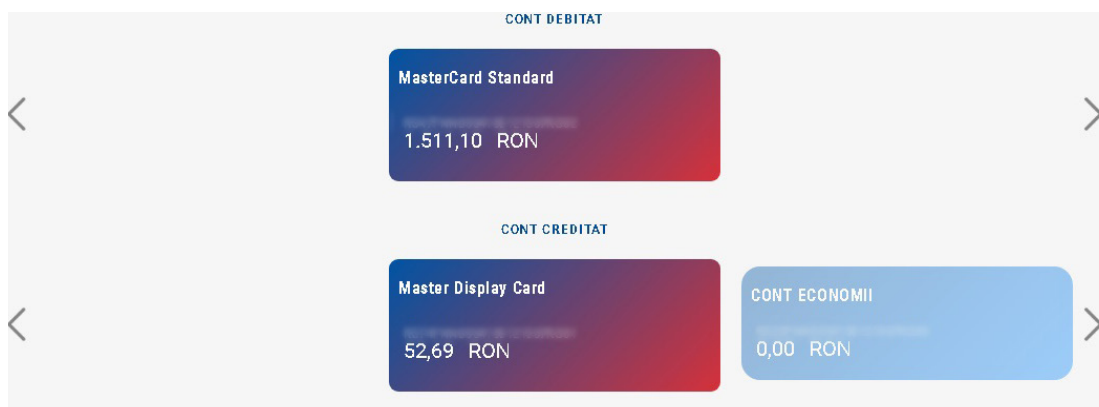 CONT DEBITAT
MasterCard Standard
1.511,10 RON
CONT CREDITAT
Master Display Card
52,69 RON
CONT ECONOMII
0,00 RON